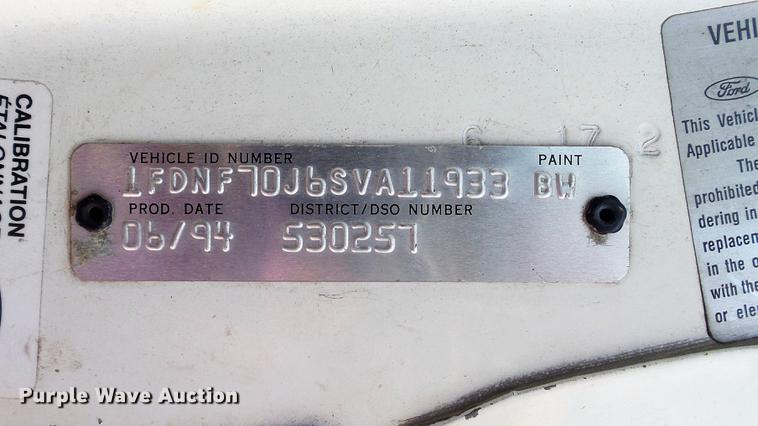 CALIBRATION
6 17 2
VEHICLE ID NUMBER PAINT
1FDNF70J6SVA11933 BW
PROD. DATE DISTRICT/DSO NUMBER
06/94 530257
VEHI
Ford
This Vehicl
Applicable
The
prohibited
dering in
replacem
in the o
with the
or ele
Purple Wave Auction